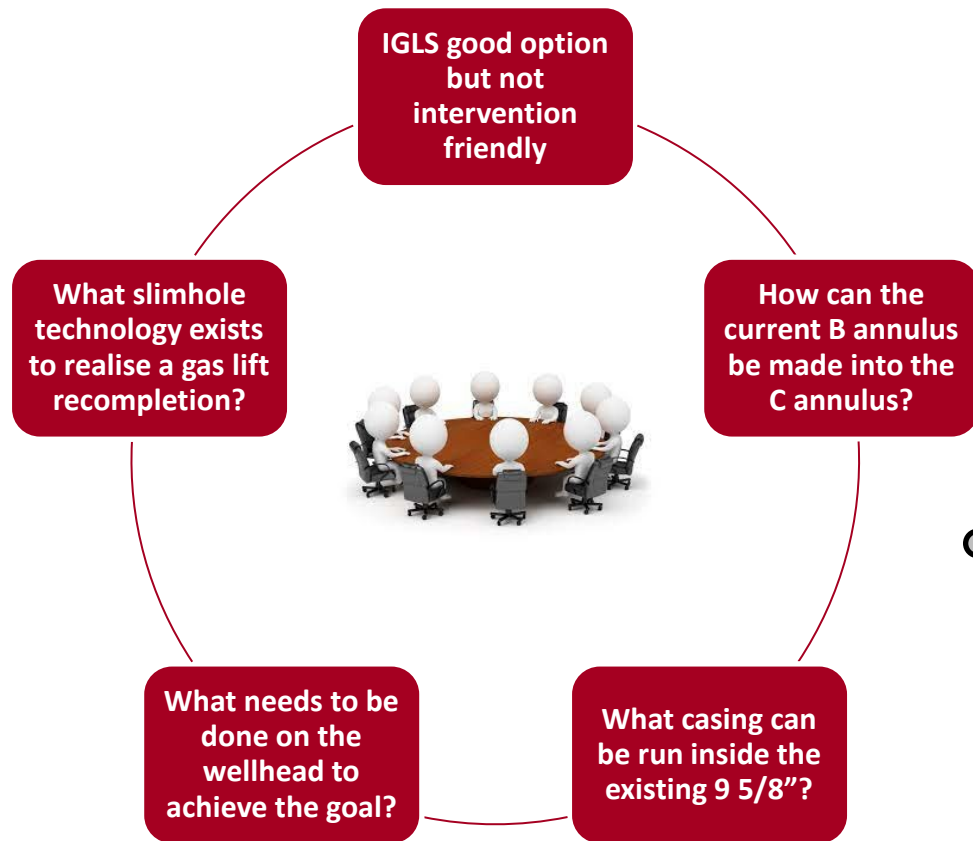 IGLS good option
but not
intervention
friendly
How can the
current B annulus
be made into the
C annulus?
What casing can
be run inside the
existing 9 5/8”?
What needs to be
done on the
wellhead to
achieve the goal?
What slimhole
technology exists
to realise a gas lift
recompletion?